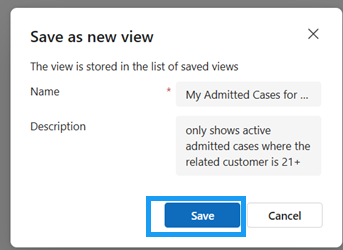 Save as new view
The view is stored in the list of saved views
Name * My Admitted Cases for ...
Description
only shows active
admitted cases where the
related customer is 21+
Save Cancel